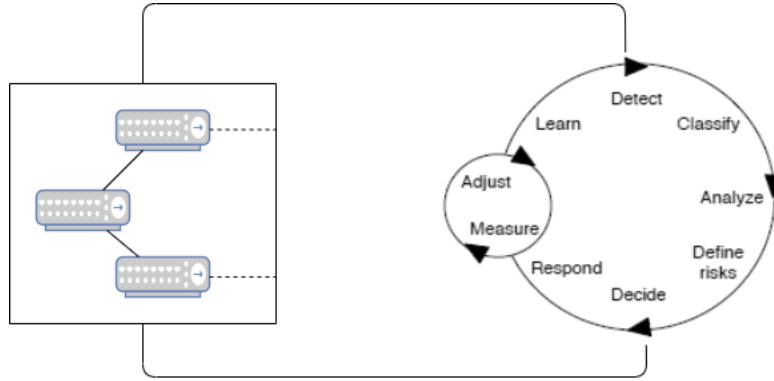 Detect
Learn
Classify
Adjust
Analyze
Measure
Define
risks
Respond
Decide